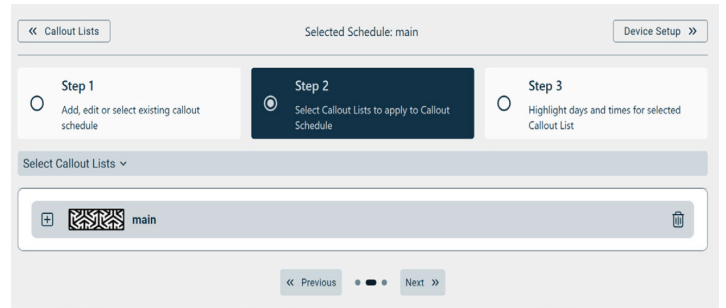 « Callout Lists
Selected Schedule: main
Device Setup »
Step 1
Add, edit or select existing callout
schedule
Step 2
Select Callout Lists to apply to Callout
Schedule
Step 3
Highlight days and times for selected
Callout List
Select Callout Lists
main
« Previous
Next »